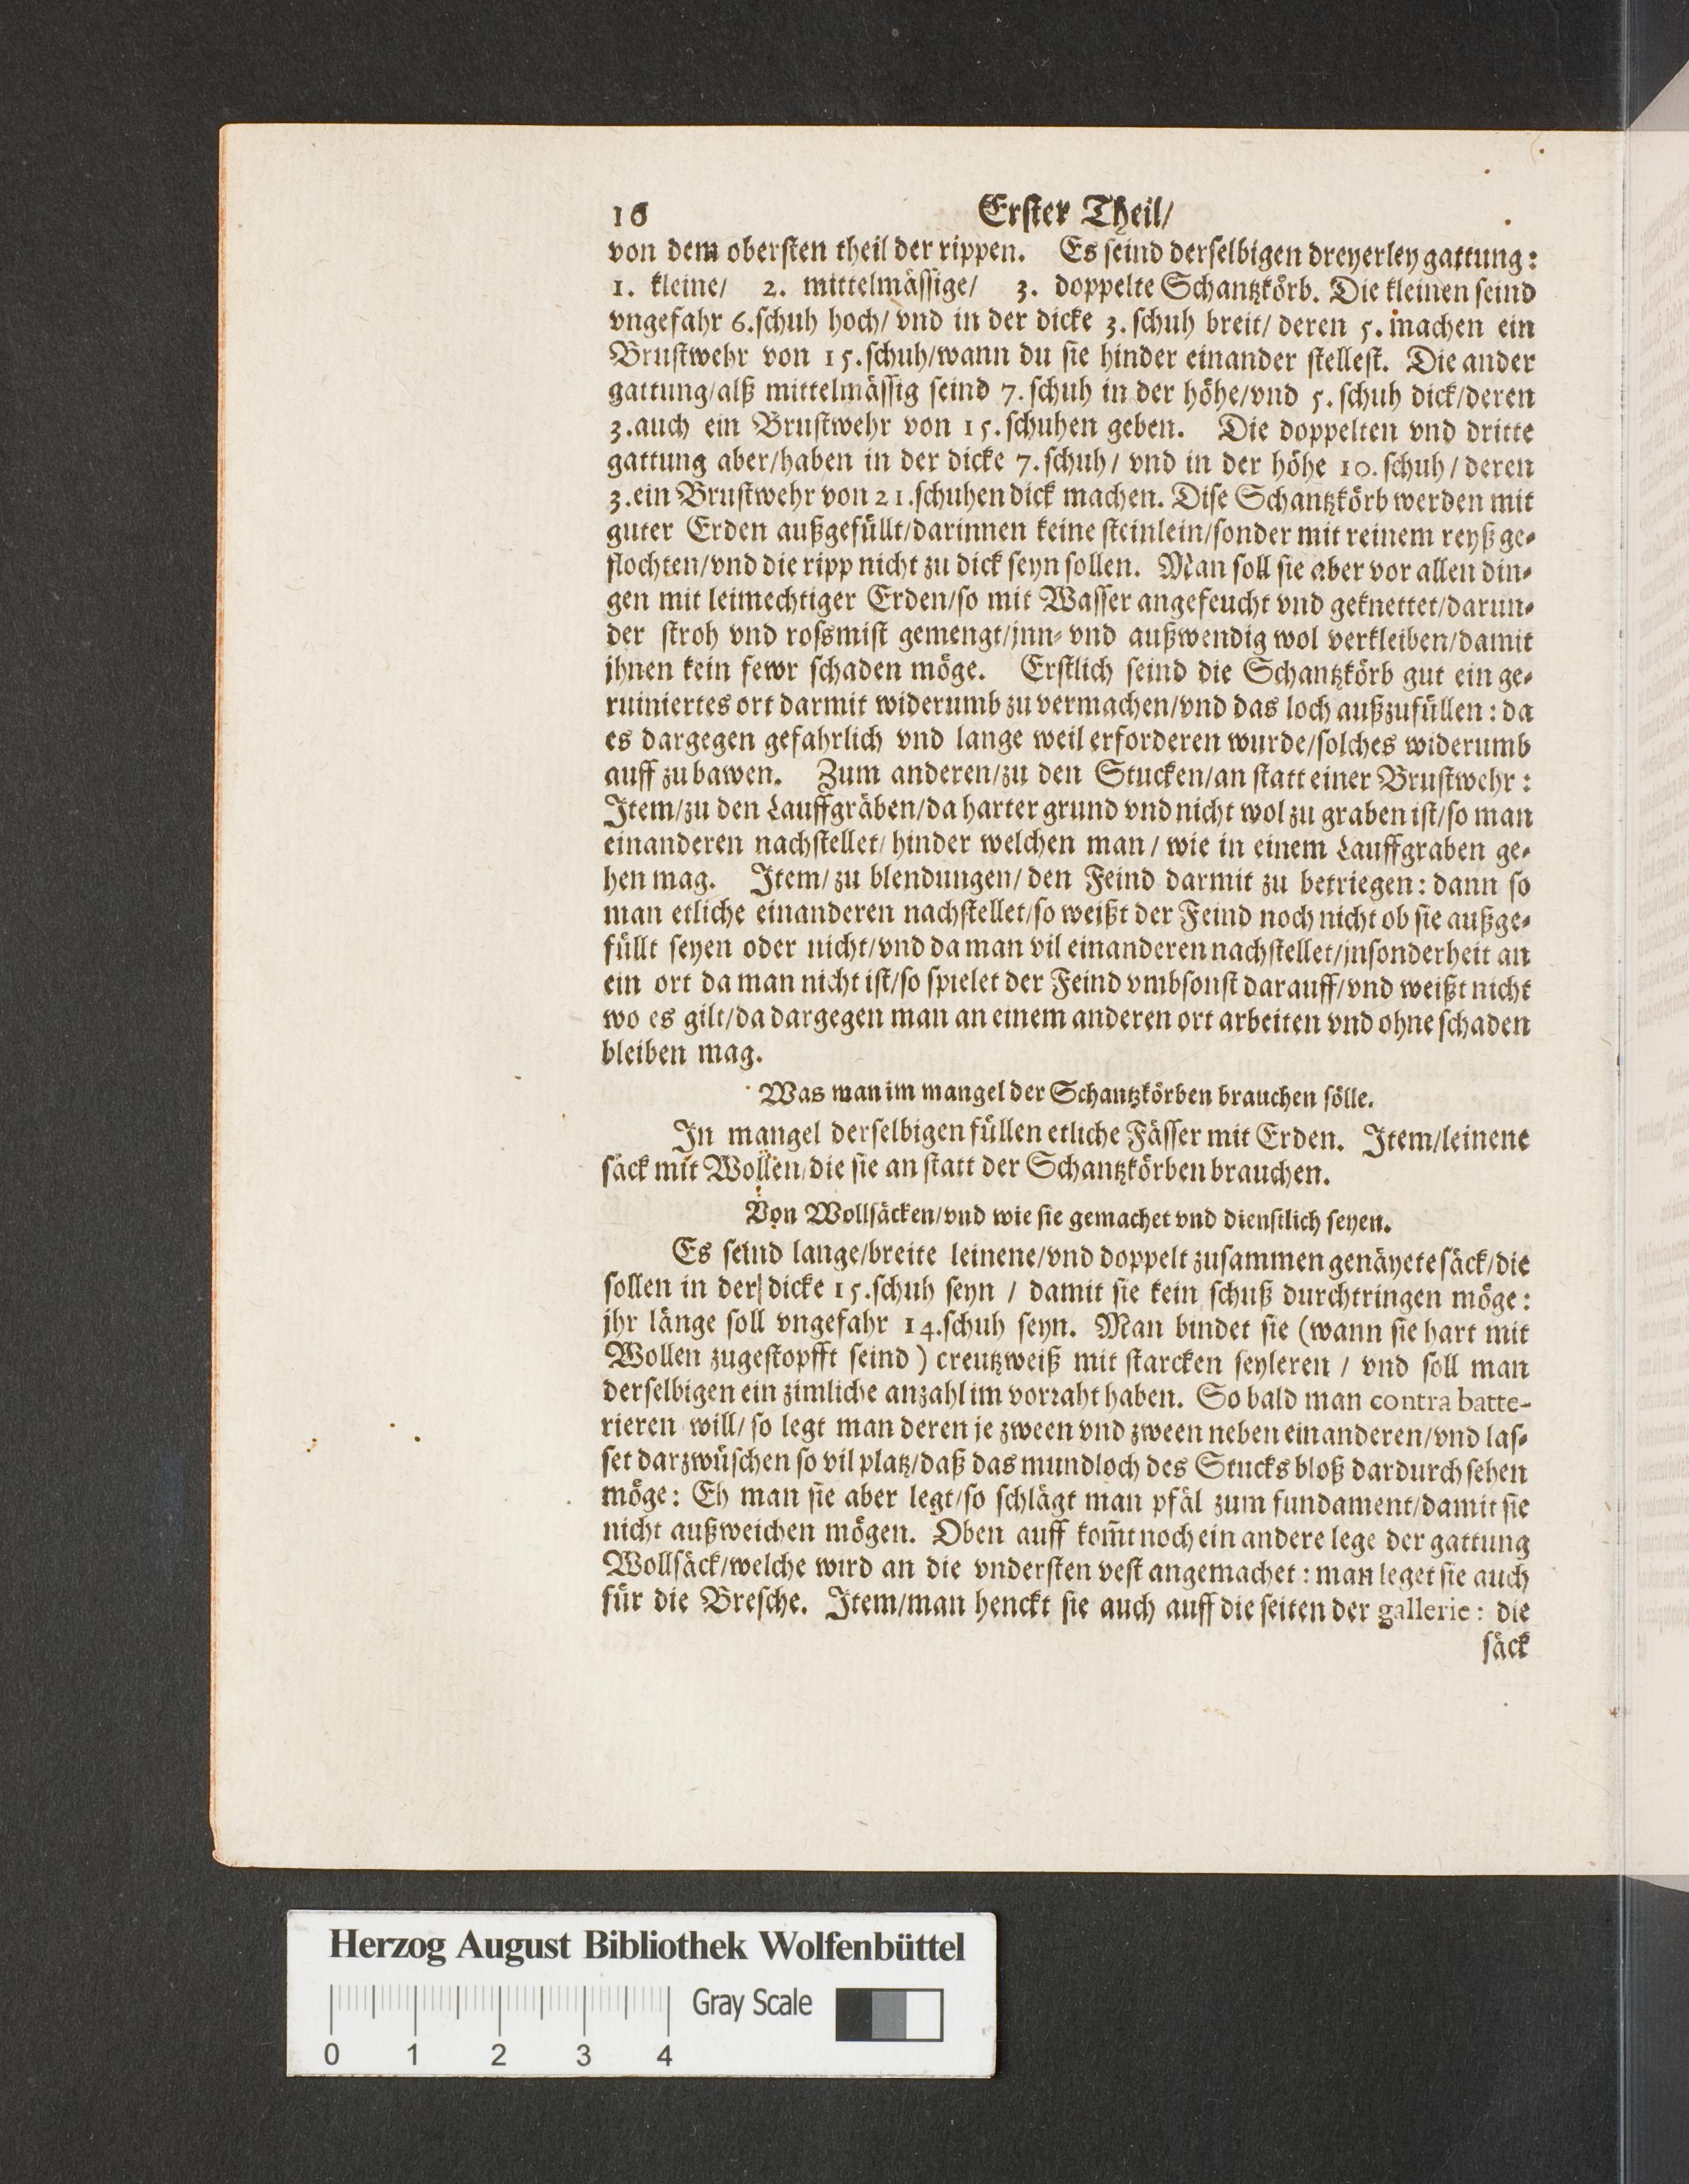 16 Erster Theil/
von dem obersten theil der rippen. Es seind derselbigen dreyerley gattung:
1. kleine/ 2. mittelmässige/ 3. doppelte Schantzkörb. Die kleinen seind
vngefahr 6. schuh hoch/ vnd in der dicke 3. schuh breit/ deren 5. machen ein
Brustwehr von 15. schuh/ wann du sie hinder einander stellest. Die ander
gattung/ alß mittelmässig seind 7. schuh in der höhe/ vnd 5. schuh dick/ deren
3. auch ein Brustwehr von 15. schuhen geben. Die doppelten vnd dritte
gattung aber/ haben in der dicke 7. schuh/ vnd in der höhe 10. schuh/ deren
3. ein Brustwehr von 21. schuhen dick machen. Dise Schantzkörb werden mit
guter Erden außgefüllt/ darinnen keine steinlein/ sonder mit reinem reyß ge-
flochten/ vnd die ripp nicht zu dick seyn sollen. Man soll sie aber vor allen din-
gen mit leimechtiger Erden/ so mit Wasser angefeucht vnd geknettet/ darun-
der stroh vnd rossmist gemengt/ jnn- vnd außwendig wol verkleiben/ damit
jhnen kein fewr schaden möge. Erstlich seind die Schantzkörb gut ein ge-
ruiniertes ort darmit widerumb zu vermachen/ vnd das loch außzufüllen: da
es dargegen gefahrlich vnd lange weil erforderen wurde/ solches widerumb
auff zu bawen. Zum anderen/ zu den Stucken/ an statt einer Brustwehr:
Item/ zu den Lauffgräben/ da harter grund vnd nicht wol zu graben ist/ so man
einanderen nachstellet/ hinder welchen man/ wie in einem Lauffgraben ge-
hen mag. Item/ zu blendungen/ den Feind darmit zu betriegen: dann so
man etliche einanderen nachstellet/ so weißt der Feind noch nicht ob sie außge-
füllt seyen oder nicht/ vnd da man vil einanderen nachstellet/ jnsonderheit an
ein ort da man nicht ist/ so spielet der Feind vmbsonst darauff/ vnd weißt nicht
wo es gilt/ da dargegen man an einem anderen ort arbeiten vnd ohne schaden
bleiben mag.
Was man im mangel der Schantzkörben brauchen sölle.
In mangel derselbigen füllen etliche Fässer mit Erden. Item/ leinene
säck mit Wollen/ die sie an statt der Schantzkörben brauchen.
Von Wollsäcken/ vnd wie sie gemachet vnd dienstlich seyen.
Es seind lange/ breite leinene/ vnd doppelt zusammen genäyete säck/ die
sollen in der dicke 15. schuh seyn / damit sie kein schuß durchtringen möge:
jhr länge soll vngefahr 14. schuh seyn. Man bindet sie (wann sie hart mit
Wollen zugestopfft seind) creutzweiß mit starcken seyleren / vnd soll man
derselbigen ein zimliche anzahl im vorraht haben. So bald man contra batte-
rieren will/ so legt man deren je zween vnd zween neben einanderen/ vnd las-
set darzwüschen so vil platz/ daß das mundloch des Stucks bloß dardurch sehen
möge: Eh man sie aber legt/ so schlägt man pfäl zum fundament/ damit sie
nicht außweichen mögen. Oben auff kom̃t noch ein andere lege der gattung
Wollsäck/ welche wird an die vndersten vest angemachet: man leget sie auch
für die Bresche. Item/ man henckt sie auch auff die seiten der gallerie: die
säck
Herzog August Bibliothek Wolfenbüttel
Gray Scale
0 1 2 3 4